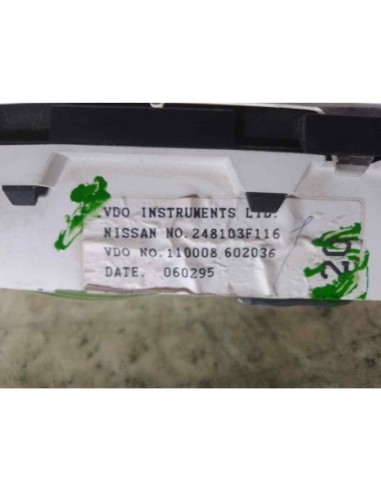 VDO INSTRUMENTS LTD.
NISSAN NO.248103F116
VDO NO.110008 602036
DATE. 060295